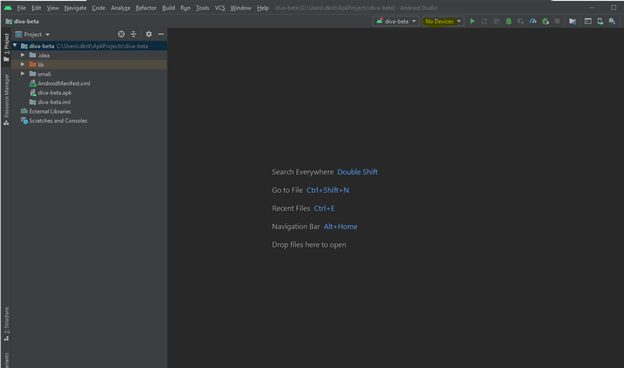 File Edit View Navigate Code Analyze Refactor Build Run Tools VCS Window Help diva-beta [C:\Users\dkrit\ApkProjects\diva-beta] - Android Studio
diva-beta
diva-beta No Devices
1: Project
Project
diva-beta C:\Users\dkrit\ApkProjects\diva-beta
.idea
lib
smali
AndroidManifest.xml
diva-beta.apk
diva-beta.iml
External Libraries
Scratches and Consoles
Resource Manager
Search Everywhere Double Shift
Go to File Ctrl+Shift+N
Recent Files Ctrl+E
Navigation Bar Alt+Home
Drop files here to open
Z: Structure